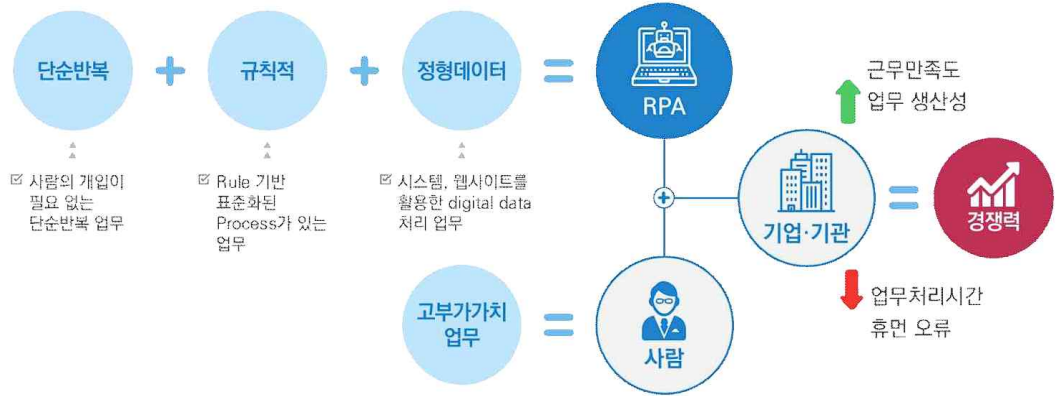 단순반복
+
규칙적
+
정형데이터
=
RPA
사람의 개입이
필요 없는
단순반복 업무
Rule 기반
표준화된
Process가 있는
업무
시스템, 웹사이트를
활용한 digital data
처리 업무
고부가가치
업무
=
사람
+
근무만족도
업무 생산성
기업·기관
=
경쟁력
업무처리시간
휴먼 오류